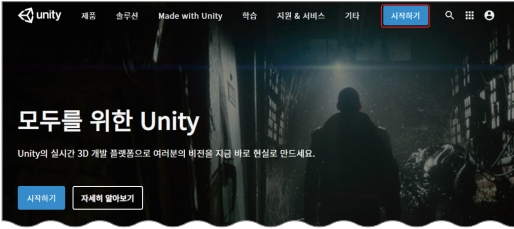 unity 제품 솔루션 Made with Unity 학습 지원 & 서비스 기타 시작하기
모두를 위한 Unity
Unity의 실시간 3D 개발 플랫폼으로 여러분의 비전을 지금 바로 현실로 만드세요.
시작하기 자세히 알아보기